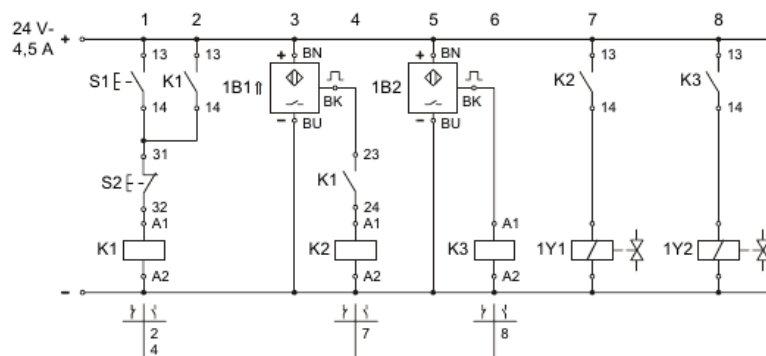 1 2 3 4 5 6 7 8
24 V-
4,5 A +
13 13 + BN + BN 13 13
S1 K1 1B1 1B2 K2 K3
BK BK
14 14 - BU - BU 14 14
31 23
S2 K1
32 24
A1 A1 A1
K1 K2 K3 1Y1 1Y2
A2 A2 A2
-
2 7 8
4